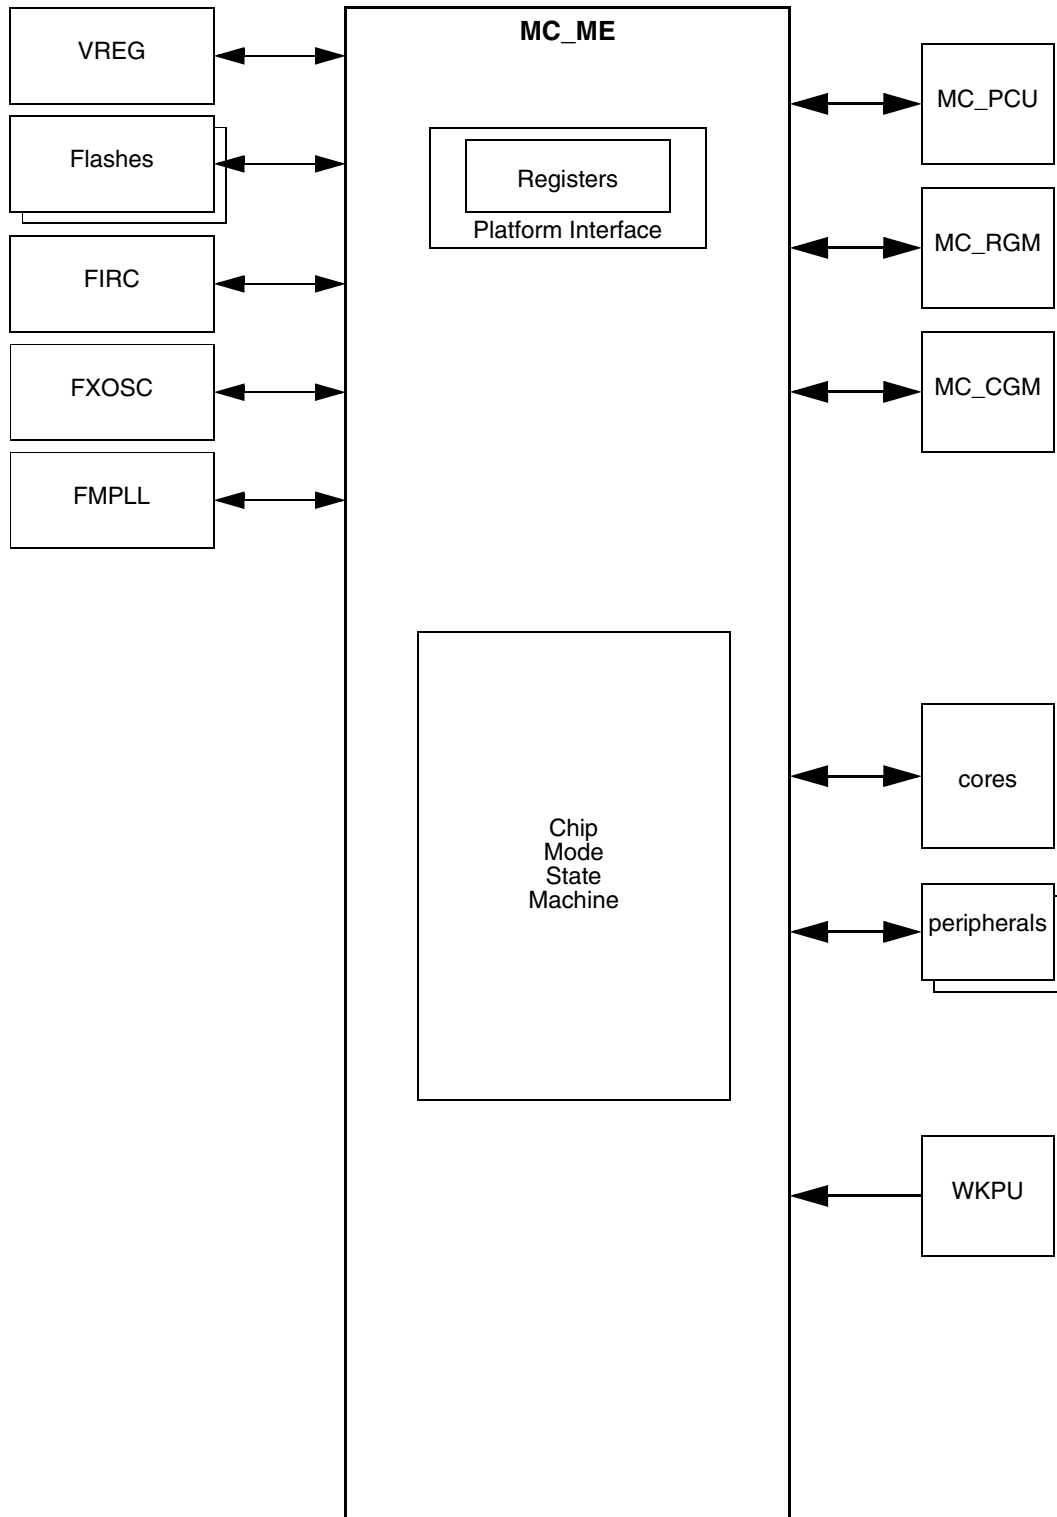 VREG
Flashes
FIRC
FXOSC
FMPLL
MC_ME
Registers
Platform Interface
Chip
Mode
State
Machine
MC_PCU
MC_RGM
MC_CGM
cores
peripherals
WKPU